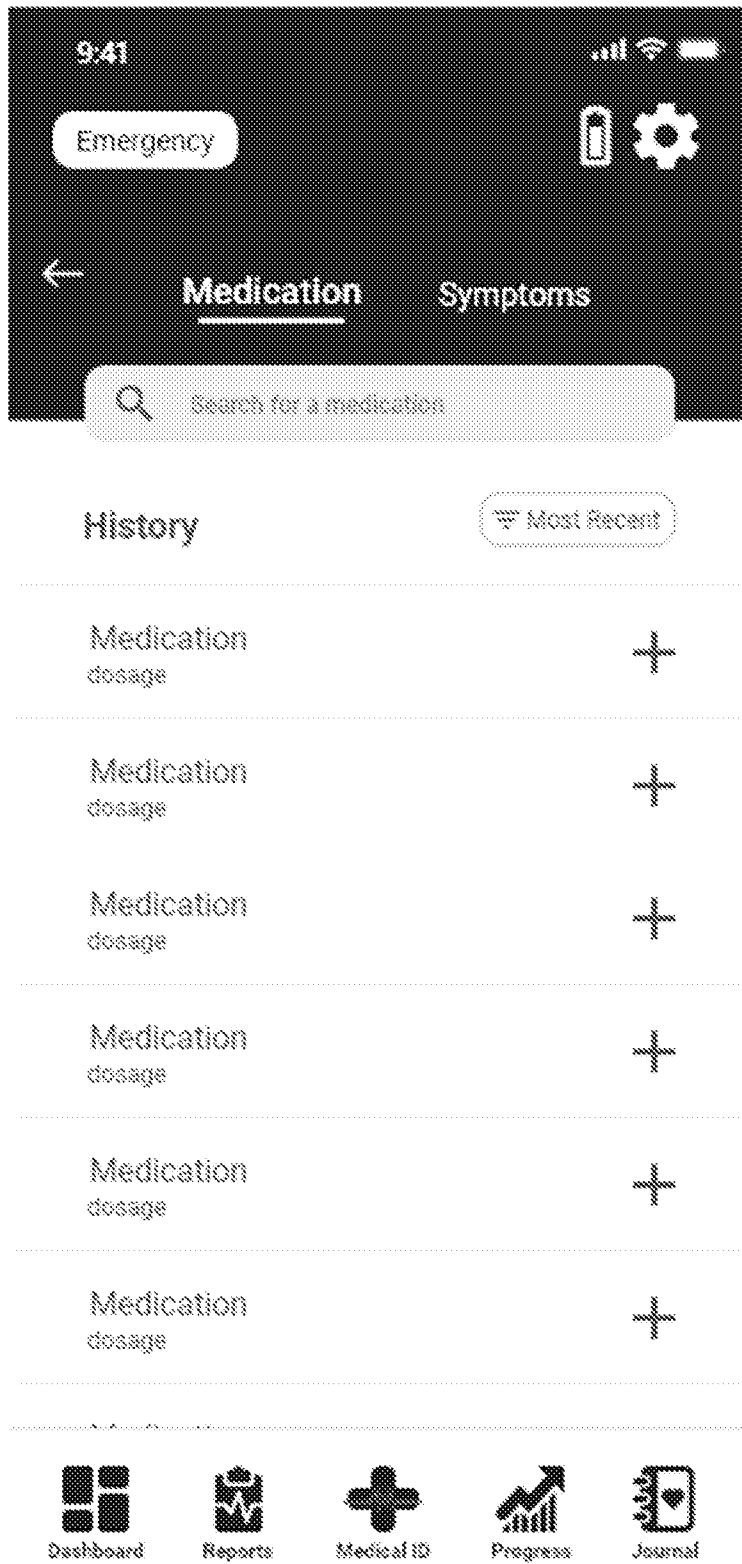 9:41
Emergency
Medication Symptoms
Search for a medication
History Most Recent
Medication
dosage
Medication
dosage
Medication
dosage
Medication
dosage
Medication
dosage
Medication
dosage
Dashboard Reports Medical ID Progress Journal